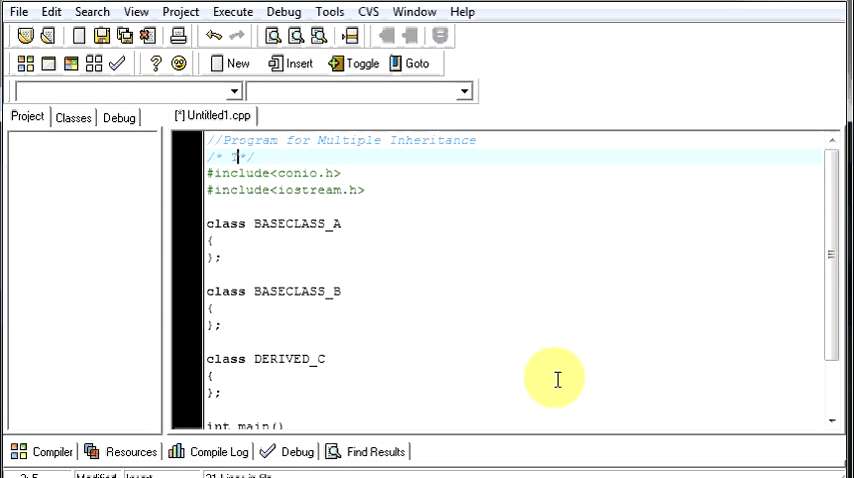 File Edit Search View Project Execute Debug Tools CVS Window Help
New Insert Toggle Goto
Project Classes Debug [*] Untitled1.cpp
//Program for Multiple Inheritance
/* T*/
#include<conio.h>
#include<iostream.h>
class BASECLASS_A
{
};
class BASECLASS_B
{
};
class DERIVED_C
{
};
int main()
Compiler Resources Compile Log Debug Find Results